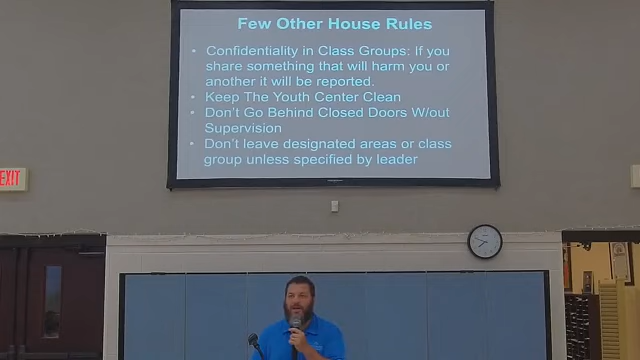 Few Other House Rules
• Confidentiality in Class Groups: If you
share something that will harm you or
another it will be reported.
• Keep The Youth Center Clean
• Don't Go Behind Closed Doors W/out
Supervision
• Don't leave designated areas or class
group unless specified by leader
EXIT